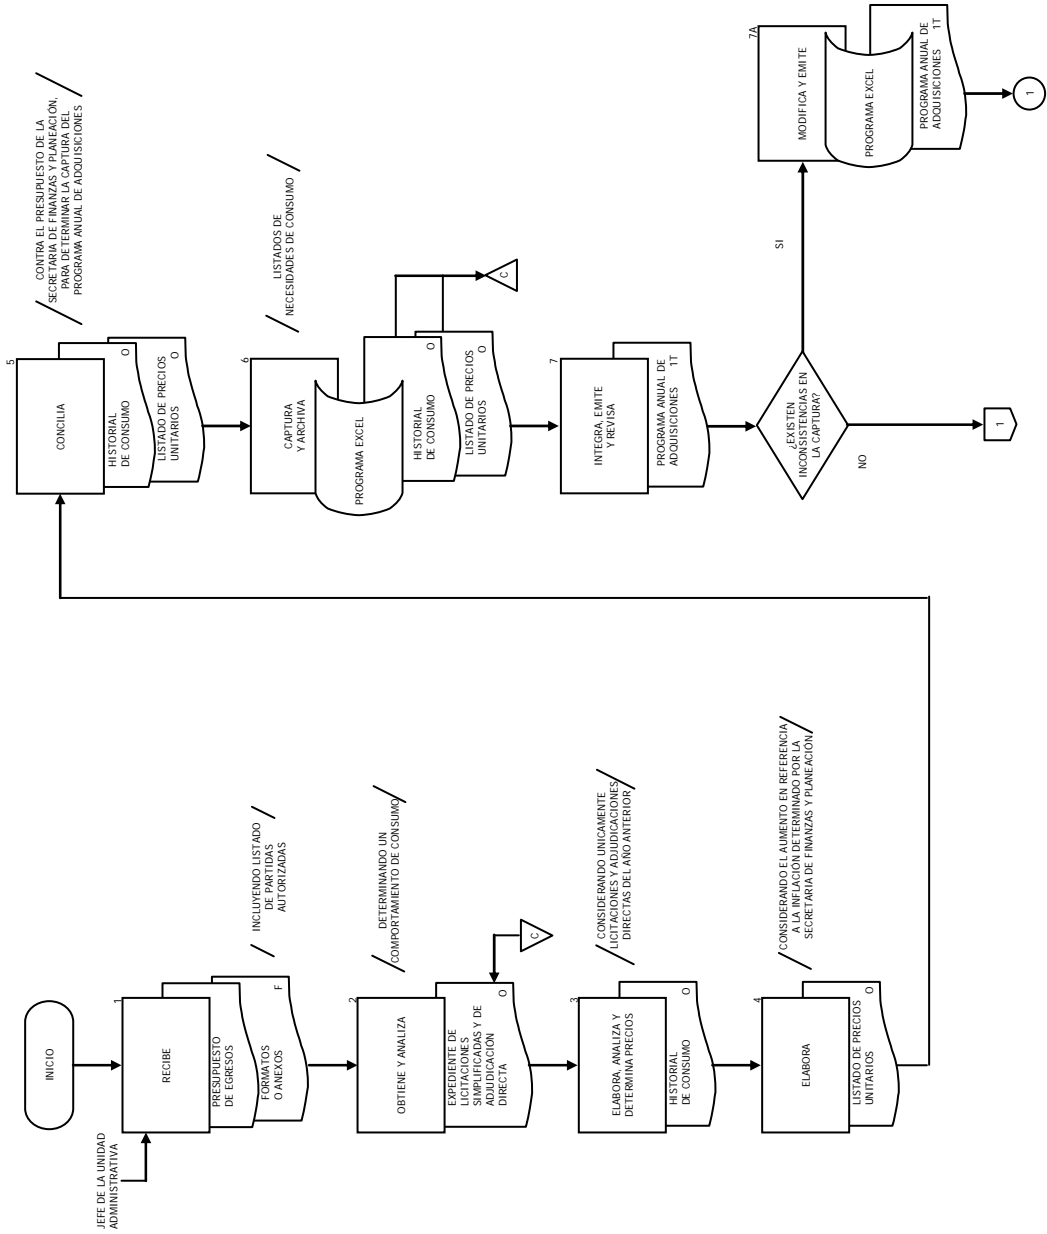 INICIO
JEFE DE LA UNIDAD
ADMINISTRATIVA
1
RECIBE
PRESUPUESTO
DE EGRESOS
FORMATOS
O ANEXOS
F
INCLUYENDO LISTADO
DE PARTIDAS
AUTORIZADAS
2
OBTIENE Y ANALIZA
EXPEDIENTE DE
LICITACIONES
SIMPLIFICADAS Y DE
ADJUDICACIÓN
DIRECTA
O
C
DETERMINANDO UN
COMPORTAMIENTO DE CONSUMO
3
ELABORA, ANALIZA Y
DETERMINA PRECIOS
HISTORIAL
DE CONSUMO
O
CONSIDERANDO UNICAMENTE
LICITACIONES Y ADJUDICACIONES
DIRECTAS DEL AÑO ANTERIOR
4
ELABORA
LISTADO DE PRECIOS
UNITARIOS
O
CONSIDERANDO EL AUMENTO EN REFERENCIA
A LA INFLACIÓN DETERMINADO POR LA
SECRETARIA DE FINANZAS Y PLANEACIÓN
5
CONCILIA
HISTORIAL
DE CONSUMO
O
LISTADO DE PRECIOS
UNITARIOS
O
CONTRA EL PRESUPUESTO DE LA
SECRETARIA DE FINANZAS Y PLANEACIÓN,
PARA DETERMINAR LA CAPTURA DEL
PROGRAMA ANUAL DE ADQUISICIONES
6
CAPTURA
Y ARCHIVA
PROGRAMA EXCEL
HISTORIAL
DE CONSUMO
O
LISTADO DE PRECIOS
UNITARIOS
O
C
LISTADOS DE
NECESIDADES DE CONSUMO
7
INTEGRA, EMITE
Y REVISA
PROGRAMA ANUAL DE
ADQUISICIONES 1T
¿EXISTEN
INCONSISTENCIAS EN
LA CAPTURA?
NO
1
SI
7A
MODIFICA Y EMITE
PROGRAMA EXCEL
PROGRAMA ANUAL DE
ADQUISICIONES 1T
1